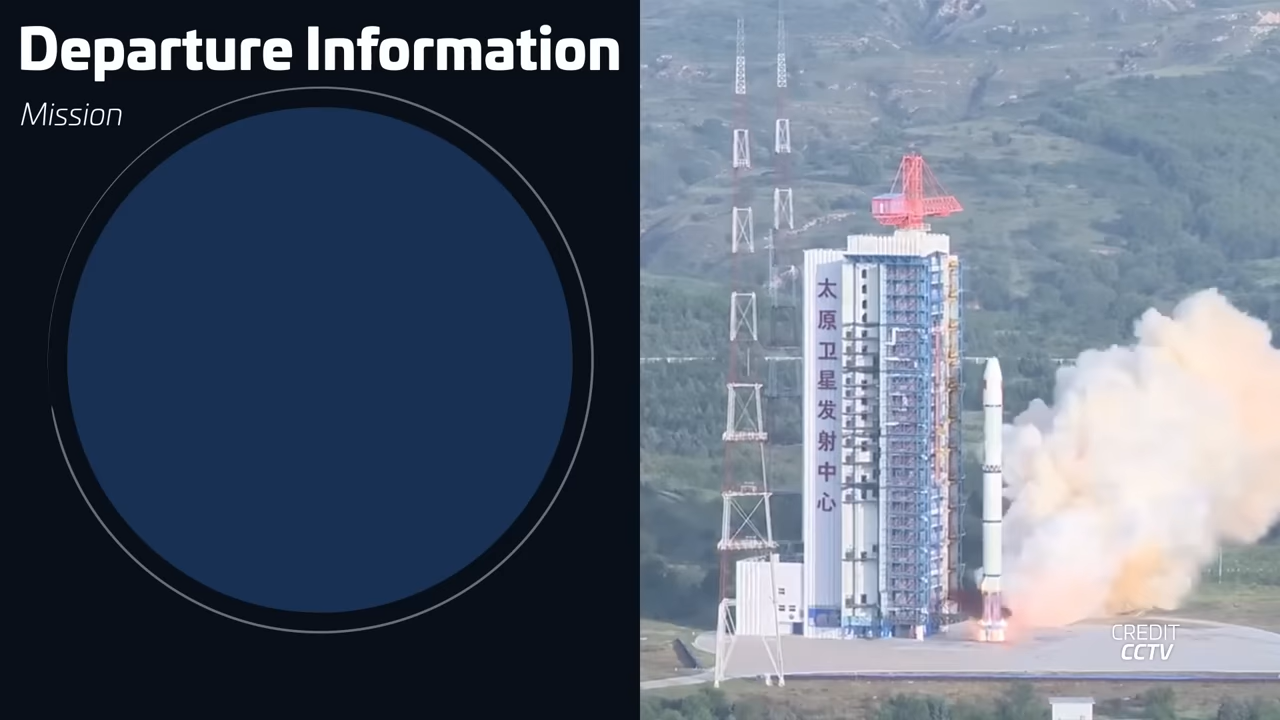 Departure Information
Mission
太原卫星发射中心
CREDIT
CCTV